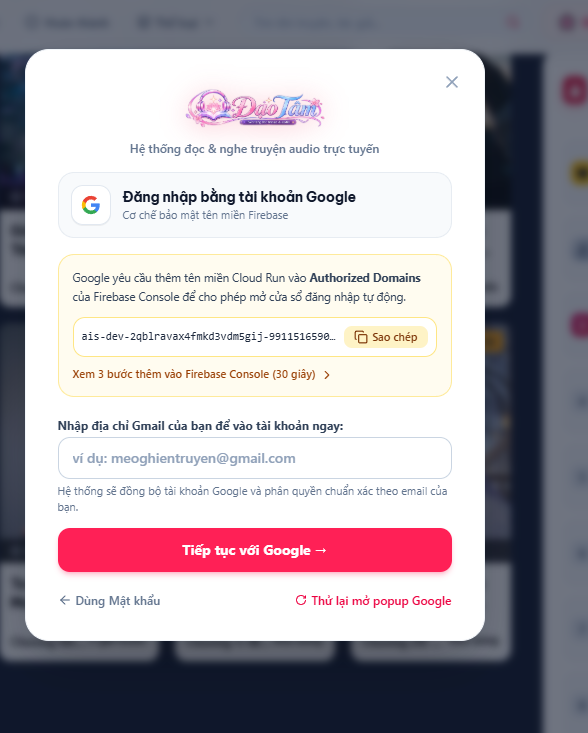 Đạo Tâm
Hệ thống đọc & nghe truyện audio trực tuyến
Đăng nhập bằng tài khoản Google
Cơ chế bảo mật tên miền Firebase
Google yêu cầu thêm tên miền Cloud Run vào Authorized Domains
của Firebase Console để cho phép mở cửa sổ đăng nhập tự động.
ais-dev-2qblravax4fmkd3vdm5gij-9911516590… Sao chép
Xem 3 bước thêm vào Firebase Console (30 giây) >
Nhập địa chỉ Gmail của bạn để vào tài khoản ngay:
ví dụ: meoghientruyen@gmail.com
Hệ thống sẽ đồng bộ tài khoản Google và phân quyền chuẩn xác theo email của
bạn.
Tiếp tục với Google →
← Dùng Mật khẩu
Thử lại mở popup Google